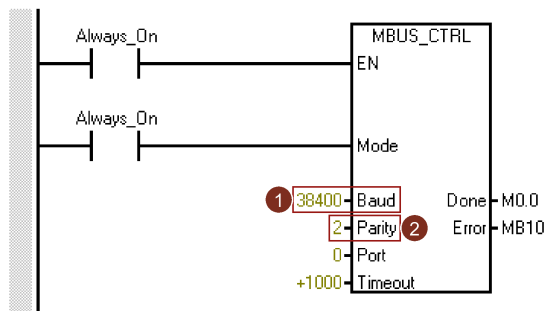 Always_On MBUS_CTRL
EN
Always_On
Mode
1 38400 Baud Done M0.0
2 Parity 2 Error MB10
0 Port
+1000 Timeout